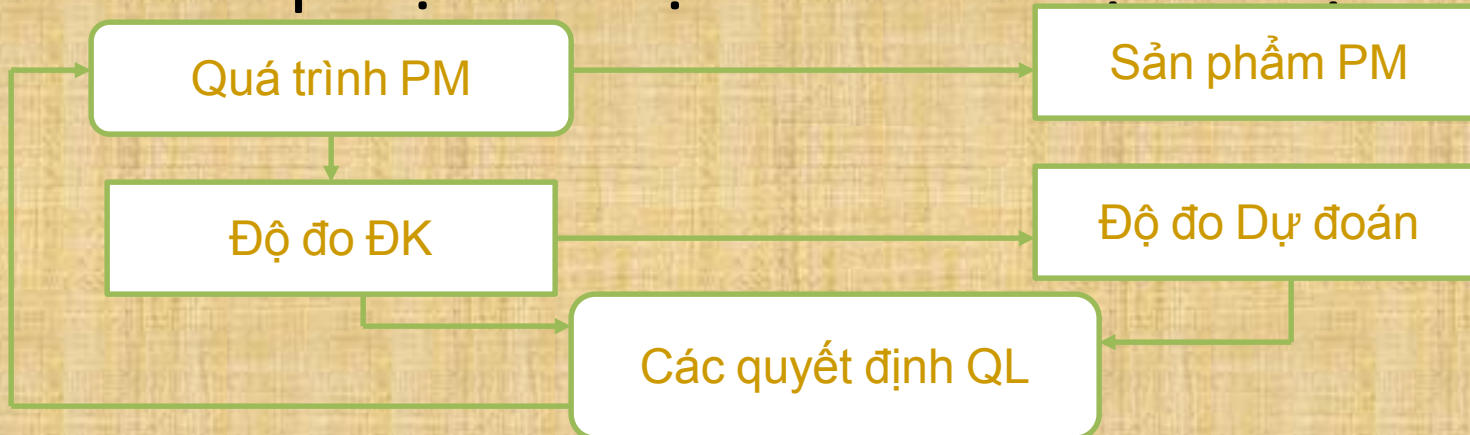 Quá trình PM
Sản phẩm PM
Độ đo ĐK
Độ đo Dự đoán
Các quyết định QL